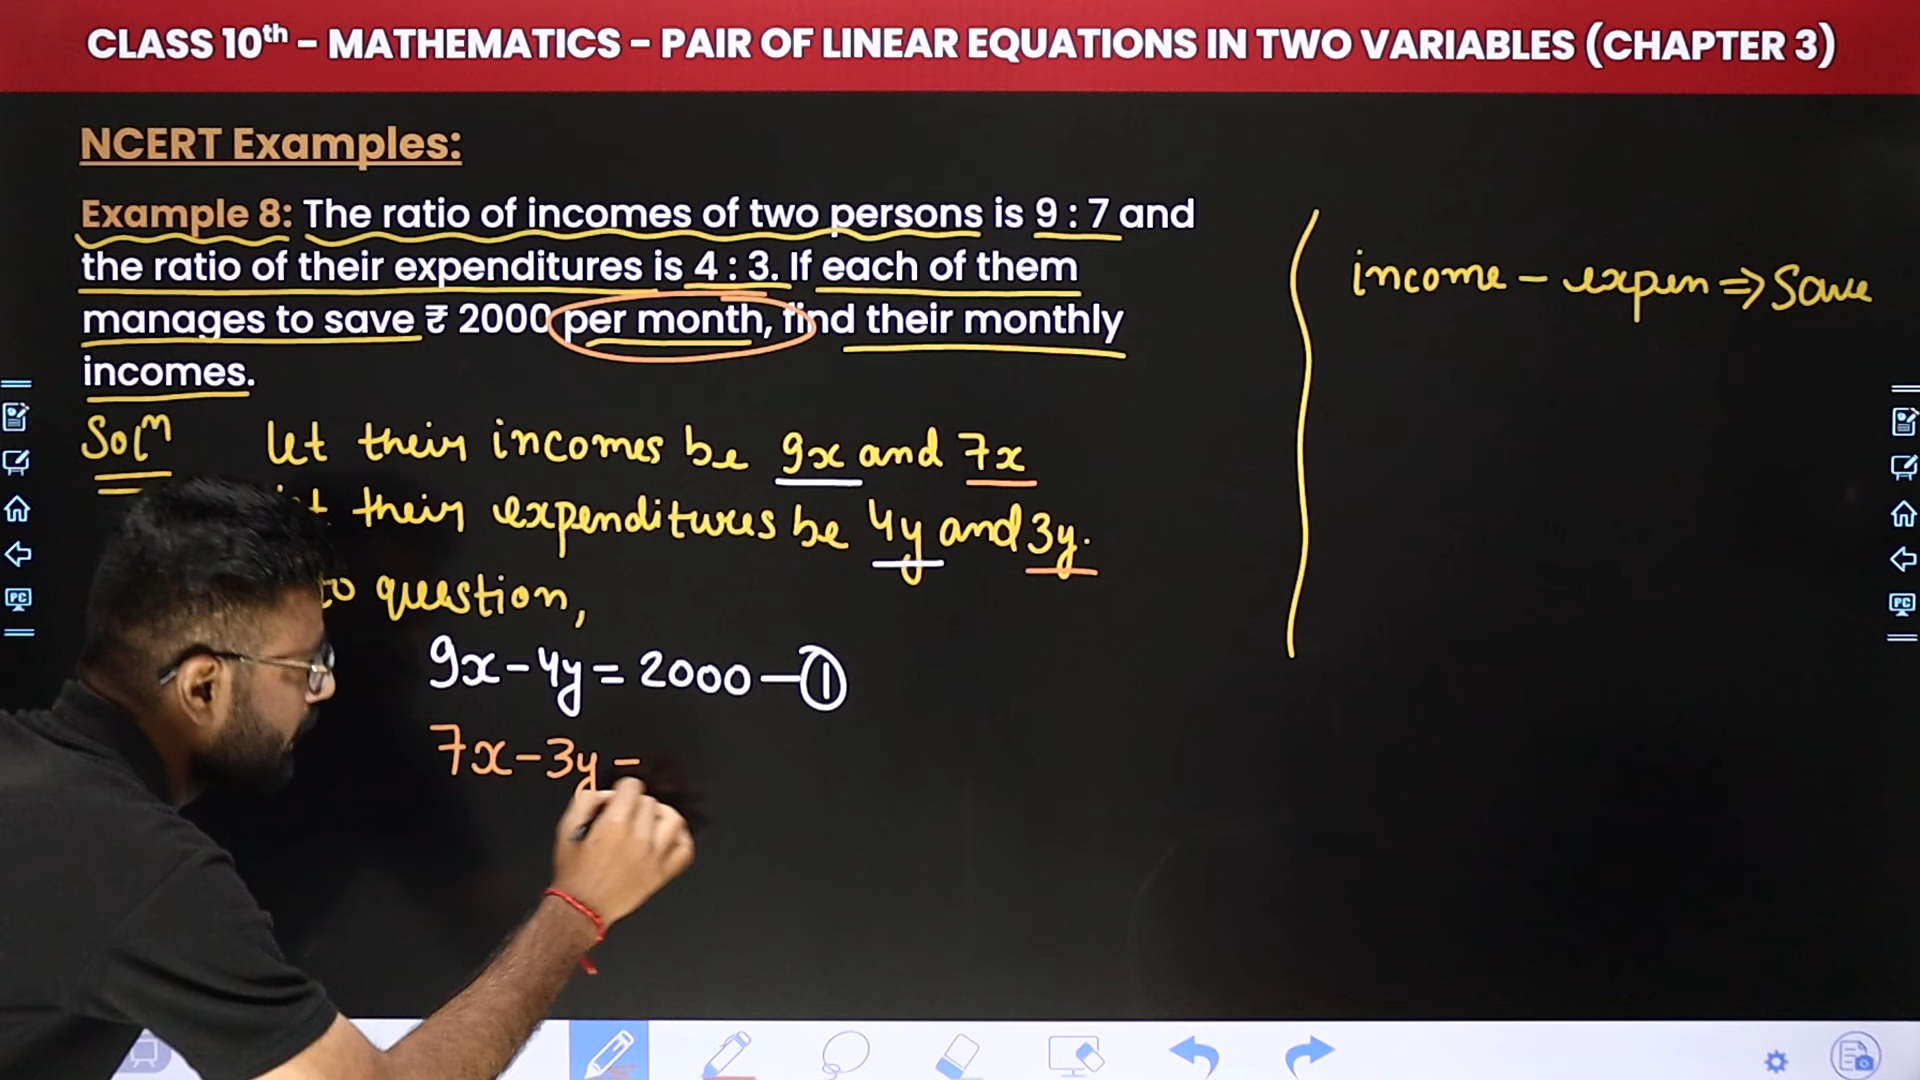 CLASS 10th - MATHEMATICS - PAIR OF LINEAR EQUATIONS IN TWO VARIABLES (CHAPTER 3)
NCERT Examples:
Example 8: The ratio of incomes of two persons is 9 : 7 and
the ratio of their expenditures is 4 : 3. If each of them
manages to save ₹ 2000 per month, find their monthly
incomes.
income - expen ⇒ Save
Solⁿ let their incomes be 9x and 7x
their expenditures be 4y and 3y.
to question,
9x - 4y = 2000 - ①
7x - 3y =
PC
PC